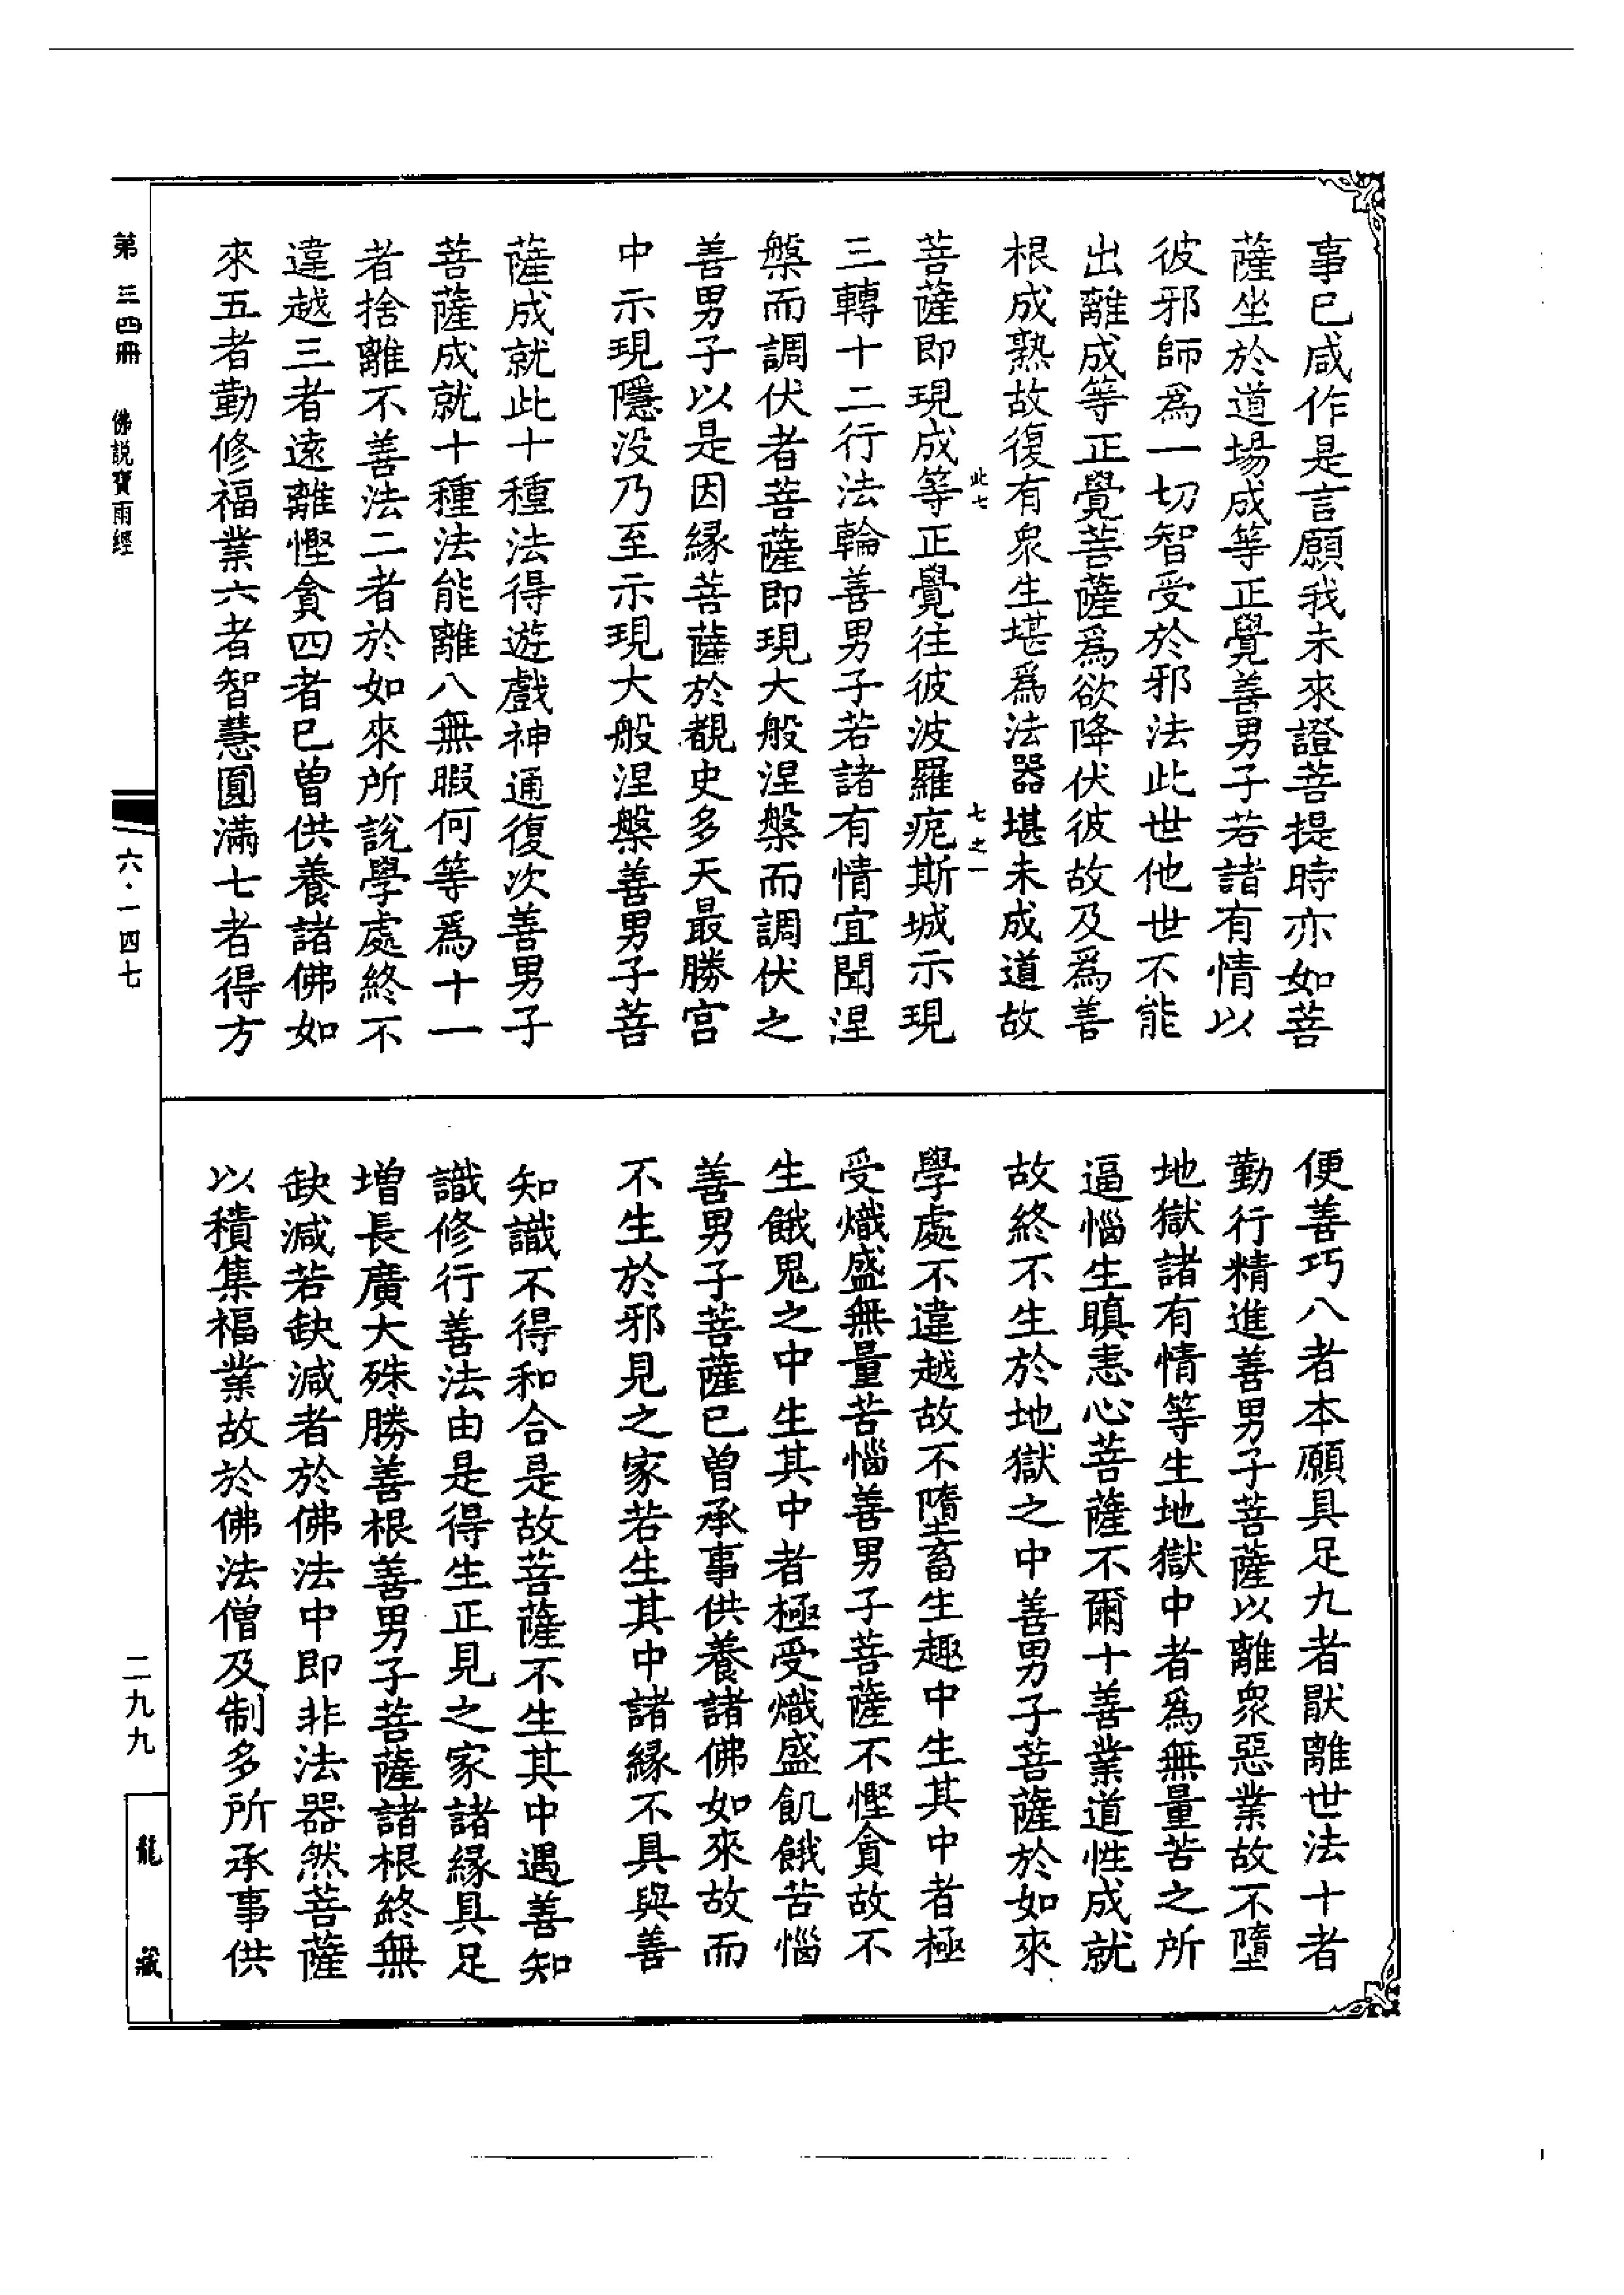 事已咸作是言願我未來證菩提時亦如菩
薩坐於道場成等正覺善男子若諸有情以
彼邪師爲一切智受於邪法此世他世不能
出離成等正覺菩薩爲欲降伏彼故及爲善
根成熟故復有衆生堪爲法器堪未成道故
此七
七之一
菩薩即現成等正覺往彼波羅痆斯城示現
三轉十二行法輪善男子若諸有情宜聞涅
槃而調伏者菩薩即現大般涅槃而調伏之
善男子以是因緣菩薩於覩史多天最勝宮
中示現隱没乃至示現大般涅槃善男子菩
薩成就此十種法得遊戲神通復次善男子
菩薩成就十種法能離八無暇何等爲十一
者捨離不善法二者於如來所說學處終不
違越三者遠離慳貪四者已曾供養諸佛如
來五者勤修福業六者智慧圓滿七者得方
便善巧八者本願具足九者猒離世法十者
勤行精進善男子菩薩以離衆惡業故不墮
地獄諸有情等生地獄中者爲無量苦之所
逼惱生瞋恚心菩薩不爾十善業道性成就
故終不生於地獄之中善男子菩薩於如來
學處不違越故不墮畜生趣中生其中者極
受熾盛無量苦惱善男子菩薩不慳貪故不
生餓鬼之中生其中者極受熾盛飢餓苦惱
善男子菩薩已曾承事供養諸佛如來故而
不生於邪見之家若生其中諸緣不具與善
知識不得和合是故菩薩不生其中遇善知
識修行善法由是得生正見之家諸緣具足
增長廣大殊勝善根善男子菩薩諸根終無
缺減若缺減者於佛法中即非法器然菩薩
以積集福業故於佛法僧及制多所承事供
第三四冊 佛說寶雨經
六·一四七
二九九
龍藏